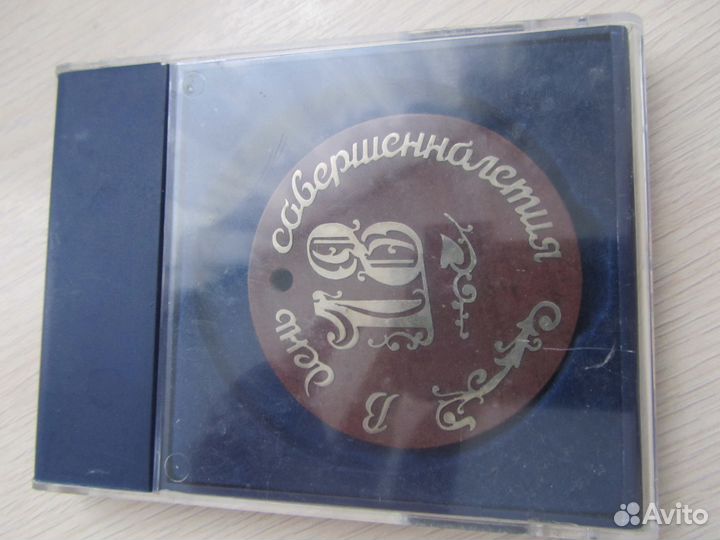 В день совершеннолетия
18
Avito